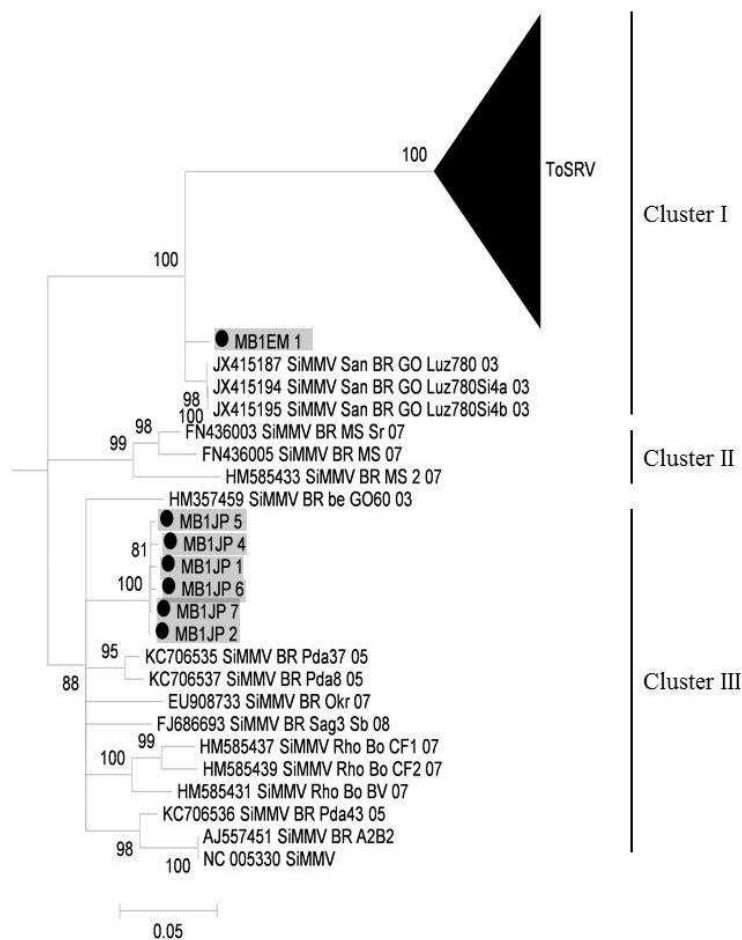 100
ToSRV
Cluster I
100
MB1EM 1
JX415187 SiMMV San BR GO Luz780 03
JX415194 SiMMV San BR GO Luz780Si4a 03
98
JX415195 SiMMV San BR GO Luz780Si4b 03
100
98
FN436003 SiMMV BR MS Sr 07
99
FN436005 SiMMV BR MS 07
Cluster II
HM585433 SiMMV BR MS 2 07
HM357459 SiMMV BR be GO60 03
MB1JP 5
81
MB1JP 4
MB1JP 1
100
MB1JP 6
MB1JP 7
MB1JP 2
95
KC706535 SiMMV BR Pda37 05
KC706537 SiMMV BR Pda8 05
88
Cluster III
EU908733 SiMMV BR Okr 07
FJ686693 SiMMV BR Sag3 Sb 08
99
HM585437 SiMMV Rho Bo CF1 07
100
HM585439 SiMMV Rho Bo CF2 07
HM585431 SiMMV Rho Bo BV 07
KC706536 SiMMV BR Pda43 05
98
AJ557451 SiMMV BR A2B2
100
NC 005330 SiMMV
0.05